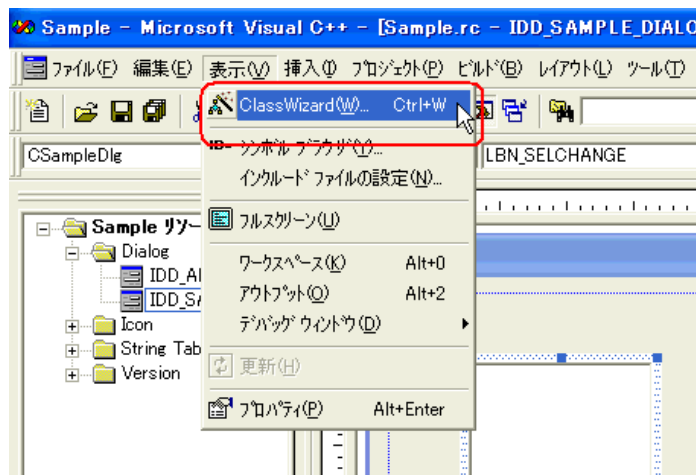 Sample - Microsoft Visual C++ - [Sample.rc - IDD_SAMPLE_DIALO
ﾌｧｲﾙ(F) 編集(E) 表示(V) 挿入(I) ﾌﾟﾛｼﾞｪｸﾄ(P) ﾋﾞﾙﾄﾞ(B) ﾚｲｱｳﾄ(L) ﾂｰﾙ(T)
ClassWizard(W)... Ctrl+W
CSampleDlg
ｼﾝﾎﾞﾙ ﾌﾞﾗｳｻﾞ(Y)...
LBN_SELCHANGE
ｲﾝｸﾙｰﾄﾞ ﾌｧｲﾙの設定(N)...
ﾌﾙｽｸﾘｰﾝ(U)
ﾜｰｸｽﾍﾟｰｽ(K) Alt+0
ｱｳﾄﾌﾟｯﾄ(O) Alt+2
ﾃﾞﾊﾞｯｸﾞ ｳｨﾝﾄﾞｳ(D)
更新(H)
ﾌﾟﾛﾊﾟﾃｨ(P) Alt+Enter
Sample ﾘｿｰ
Dialog
IDD_A
IDD_SA
Icon
String Tab
Version